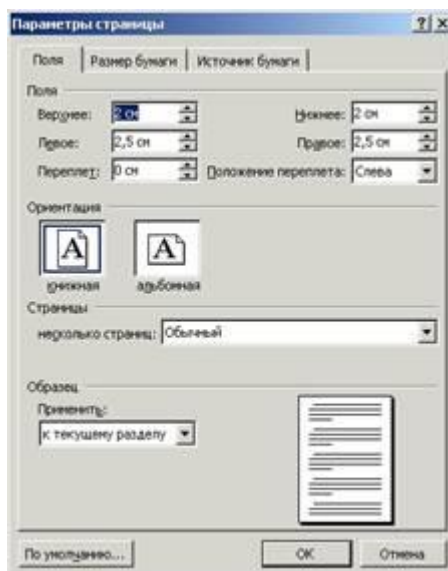 Параметры страницы
Поля Размер бумаги Источник бумаги
Поля
Верхнее: 2 см Нижнее: 2 см
Левое: 2,5 см Правое: 2,5 см
Переплет: 0 см Положение переплета: Слева
Ориентация
A A
книжная альбомная
Страницы
несколько страниц: Обычный
Образец
Применить:
к текущему разделу
По умолчанию... ОК Отмена